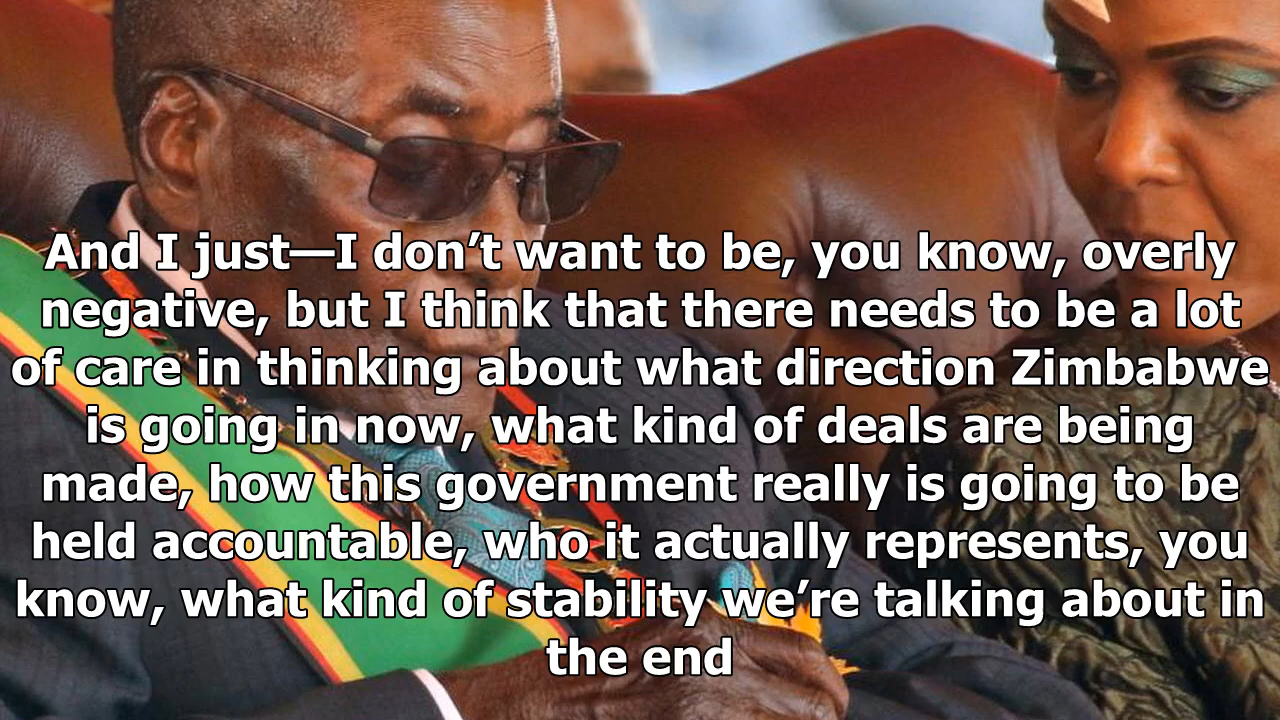 And I just—I don’t want to be, you know, overly
negative, but I think that there needs to be a lot
of care in thinking about what direction Zimbabwe
is going in now, what kind of deals are being
made, how this government really is going to be
held accountable, who it actually represents, you
know, what kind of stability we’re talking about in
the end